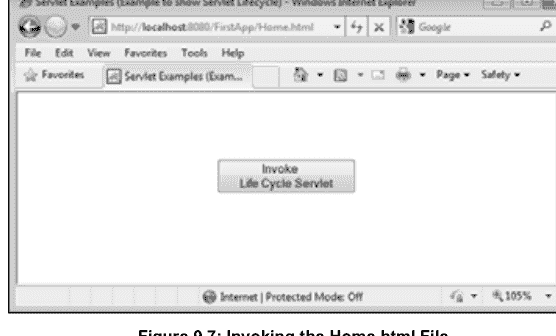 Servlet Examples (Example to show Servlet Lifecycle) - Windows Internet Explorer
http://localhost:8080/FirstApp/Home.html
Google
File Edit View Favorites Tools Help
Favorites
Servlet Examples (Exam...
Page
Safety
Invoke
Life Cycle Servlet
Internet | Protected Mode: Off
105%
Figure 9.7: Invoking the Home.html File